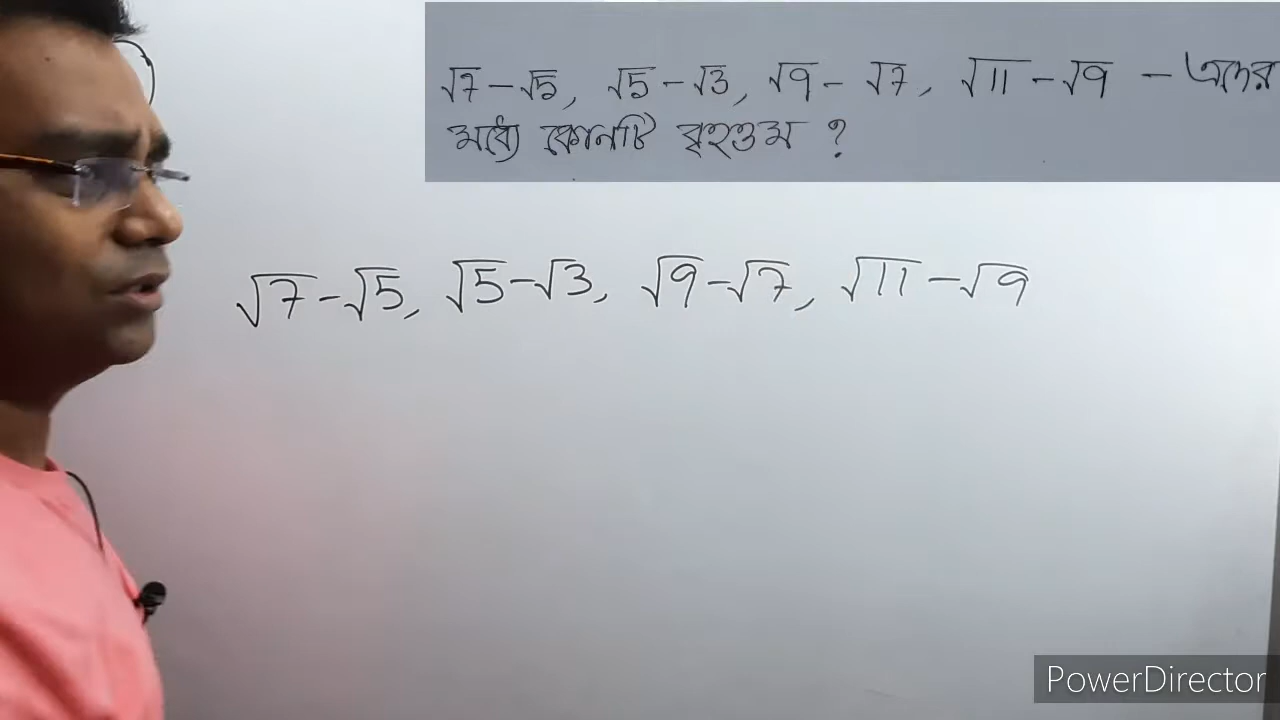 √7 – √5, √5 – √3, √9 – √7, √11 – √9 – এদের
মধ্যে কোনটি বৃহত্তম ?
√7 – √5, √5 – √3, √9 – √7, √11 – √9
PowerDirector